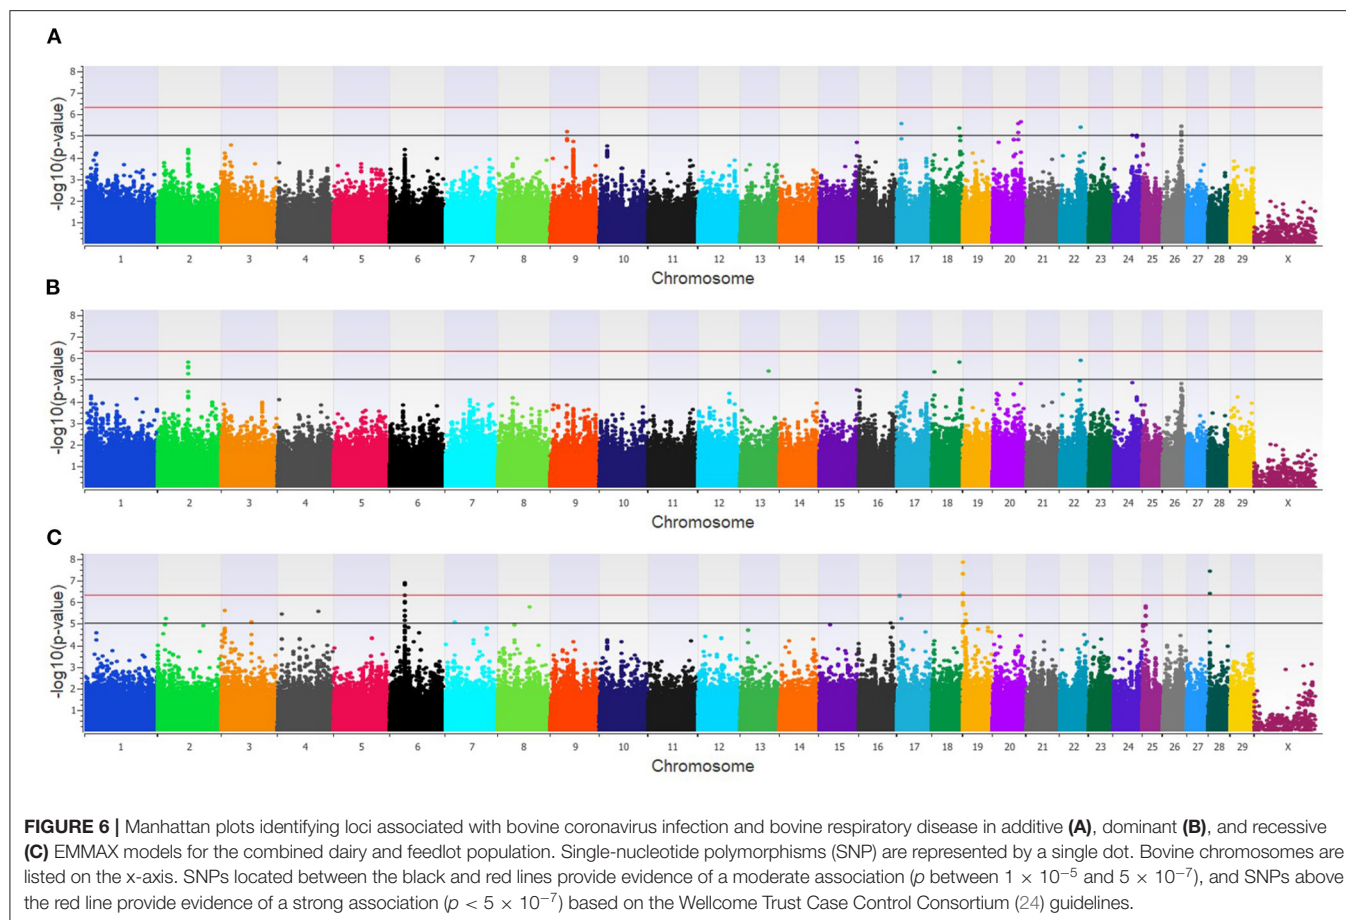 A
-log10(p-value)
8
7
6
5
4
3
2
1
1 2 3 4 5 6 7 8 9 10 11 12 13 14 15 16 17 18 19 20 21 22 23 24 25 26 27 28 29 X
Chromosome
B
-log10(p-value)
8
7
6
5
4
3
2
1
1 2 3 4 5 6 7 8 9 10 11 12 13 14 15 16 17 18 19 20 21 22 23 24 25 26 27 28 29 X
Chromosome
C
-log10(p-value)
8
7
6
5
4
3
2
1
1 2 3 4 5 6 7 8 9 10 11 12 13 14 15 16 17 18 19 20 21 22 23 24 25 26 27 28 29 X
Chromosome
FIGURE 6 | Manhattan plots identifying loci associated with bovine coronavirus infection and bovine respiratory disease in additive (A), dominant (B), and recessive
(C) EMMAX models for the combined dairy and feedlot population. Single-nucleotide polymorphisms (SNP) are represented by a single dot. Bovine chromosomes are
listed on the x-axis. SNPs located between the black and red lines provide evidence of a moderate association (p between 1 × 10⁻⁵ and 5 × 10⁻⁷), and SNPs above
the red line provide evidence of a strong association (p < 5 × 10⁻⁷) based on the Wellcome Trust Case Control Consortium (24) guidelines.